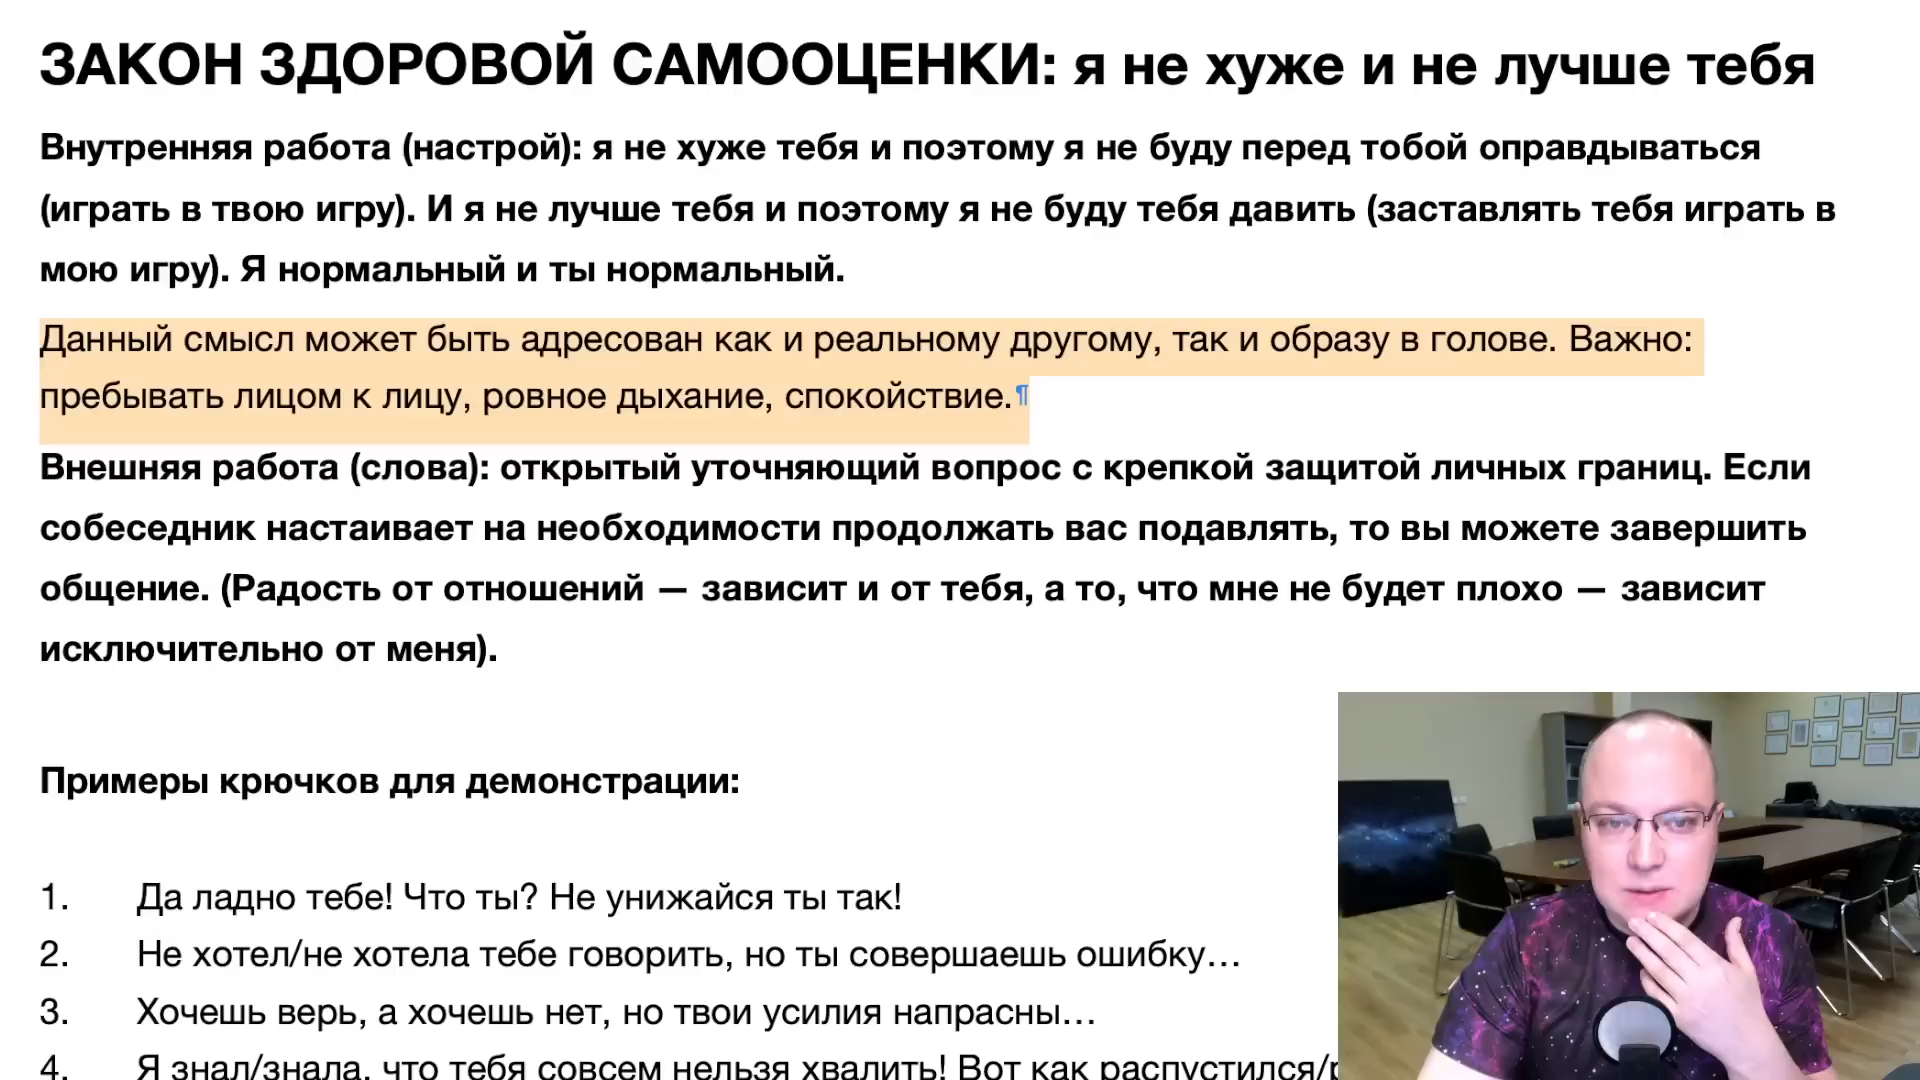 ЗАКОН ЗДОРОВОЙ САМООЦЕНКИ: я не хуже и не лучше тебя
Внутренняя работа (настрой): я не хуже тебя и поэтому я не буду перед тобой оправдываться
(играть в твою игру). И я не лучше тебя и поэтому я не буду тебя давить (заставлять тебя играть в
мою игру). Я нормальный и ты нормальный.
Данный смысл может быть адресован как и реальному другому, так и образу в голове. Важно:
пребывать лицом к лицу, ровное дыхание, спокойствие.¶
Внешняя работа (слова): открытый уточняющий вопрос с крепкой защитой личных границ. Если
собеседник настаивает на необходимости продолжать вас подавлять, то вы можете завершить
общение. (Радость от отношений — зависит и от тебя, а то, что мне не будет плохо — зависит
исключительно от меня).
Примеры крючков для демонстрации:
1. Да ладно тебе! Что ты? Не унижайся ты так!
2. Не хотел/не хотела тебе говорить, но ты совершаешь ошибку…
3. Хочешь верь, а хочешь нет, но твои усилия напрасны…
4. Я знал/знала, что тебя совсем нельзя хвалить! Вот как распустился/